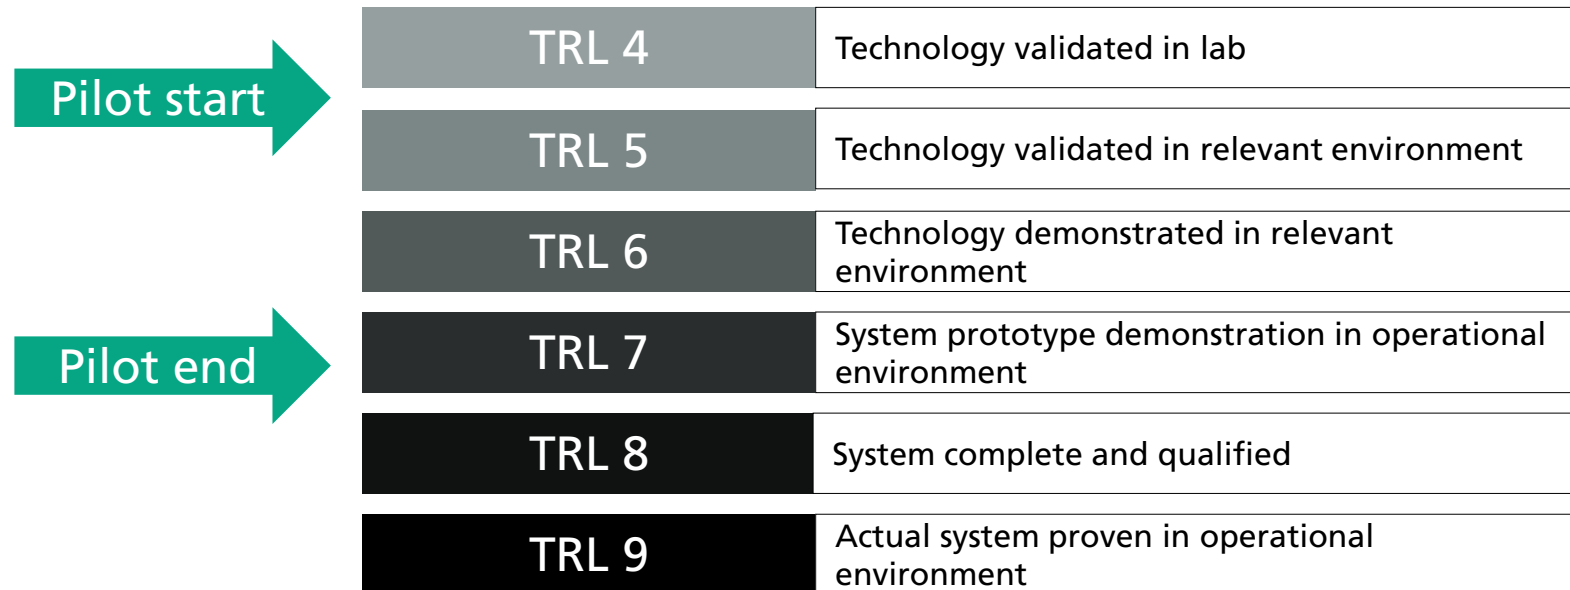 TRL 4
Technology validated in lab
Pilot start
TRL 5
Technology validated in relevant environment
TRL 6
Technology demonstrated in relevant
environment
Pilot end
TRL 7
System prototype demonstration in operational
environment
TRL 8
System complete and qualified
TRL 9
Actual system proven in operational
environment